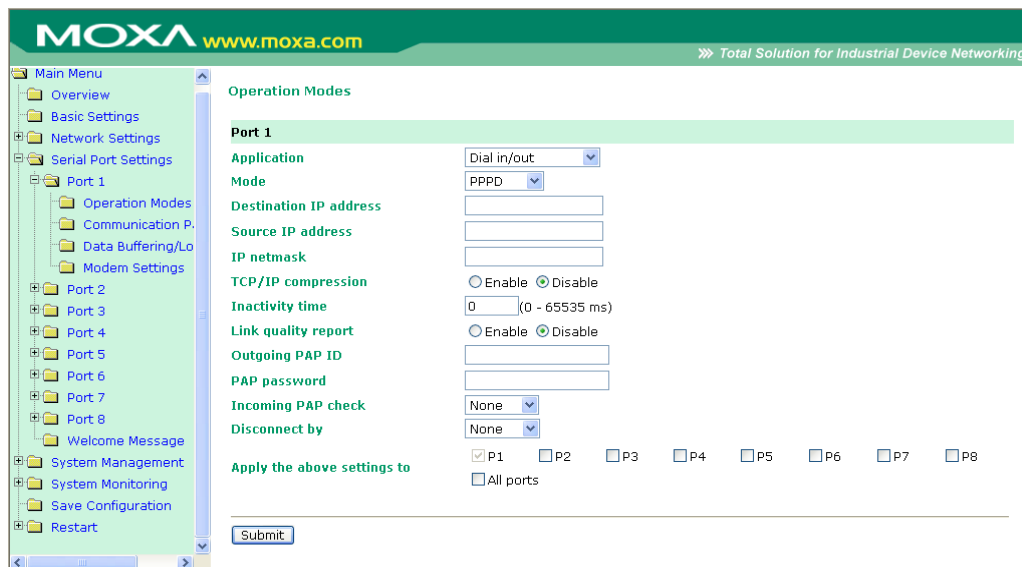 MOXA www.moxa.com
Total Solution for Industrial Device Networking
Main Menu
Overview
Basic Settings
Network Settings
Serial Port Settings
Port 1
Operation Modes
Communication P
Data Buffering/Lo
Modem Settings
Port 2
Port 3
Port 4
Port 5
Port 6
Port 7
Port 8
Welcome Message
System Management
System Monitoring
Save Configuration
Restart
Operation Modes
Port 1
Application Dial in/out
Mode PPPD
Destination IP address
Source IP address
IP netmask
TCP/IP compression Enable Disable
Inactivity time 0 (0 - 65535 ms)
Link quality report Enable Disable
Outgoing PAP ID
PAP password
Incoming PAP check None
Disconnect by None
Apply the above settings to P1 P2 P3 P4 P5 P6 P7 P8
All ports
Submit